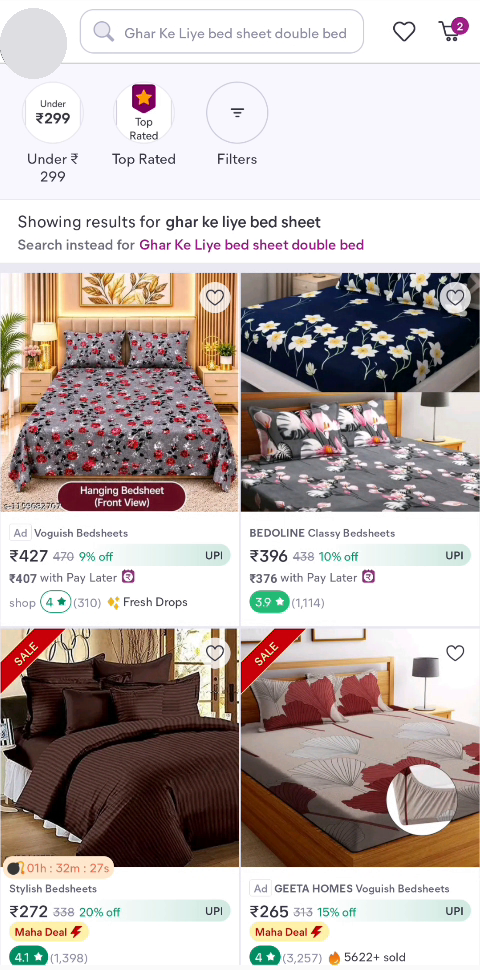 Ghar Ke Liye bed sheet double bed
2
Under
₹299
Top
Rated
Under ₹
299
Top Rated
Filters
Showing results for ghar ke liye bed sheet
Search instead for Ghar Ke Liye bed sheet double bed
Hanging Bedsheet
(Front View)
Ad Voguish Bedsheets
₹427 470 9% off UPI
₹407 with Pay Later
shop 4 ★ (310) Fresh Drops
BEDOLINE Classy Bedsheets
₹396 438 10% off UPI
₹376 with Pay Later
3.9 ★ (1,114)
SALE
01h : 32m : 27s
Stylish Bedsheets
₹272 338 20% off UPI
Maha Deal
4.1 ★ (1,398)
SALE
Ad GEETA HOMES Voguish Bedsheets
₹265 313 15% off UPI
Maha Deal
4 ★ (3,257) 5622+ sold